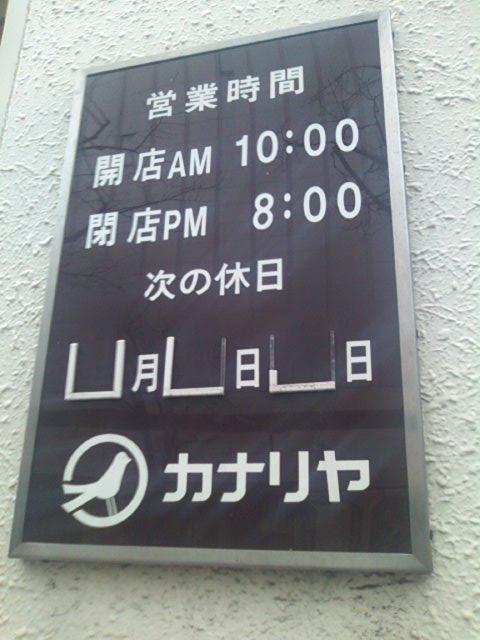 営業時間
開店AM 10:00
閉店PM 8:00
次の休日
月 日 日
カナリヤ